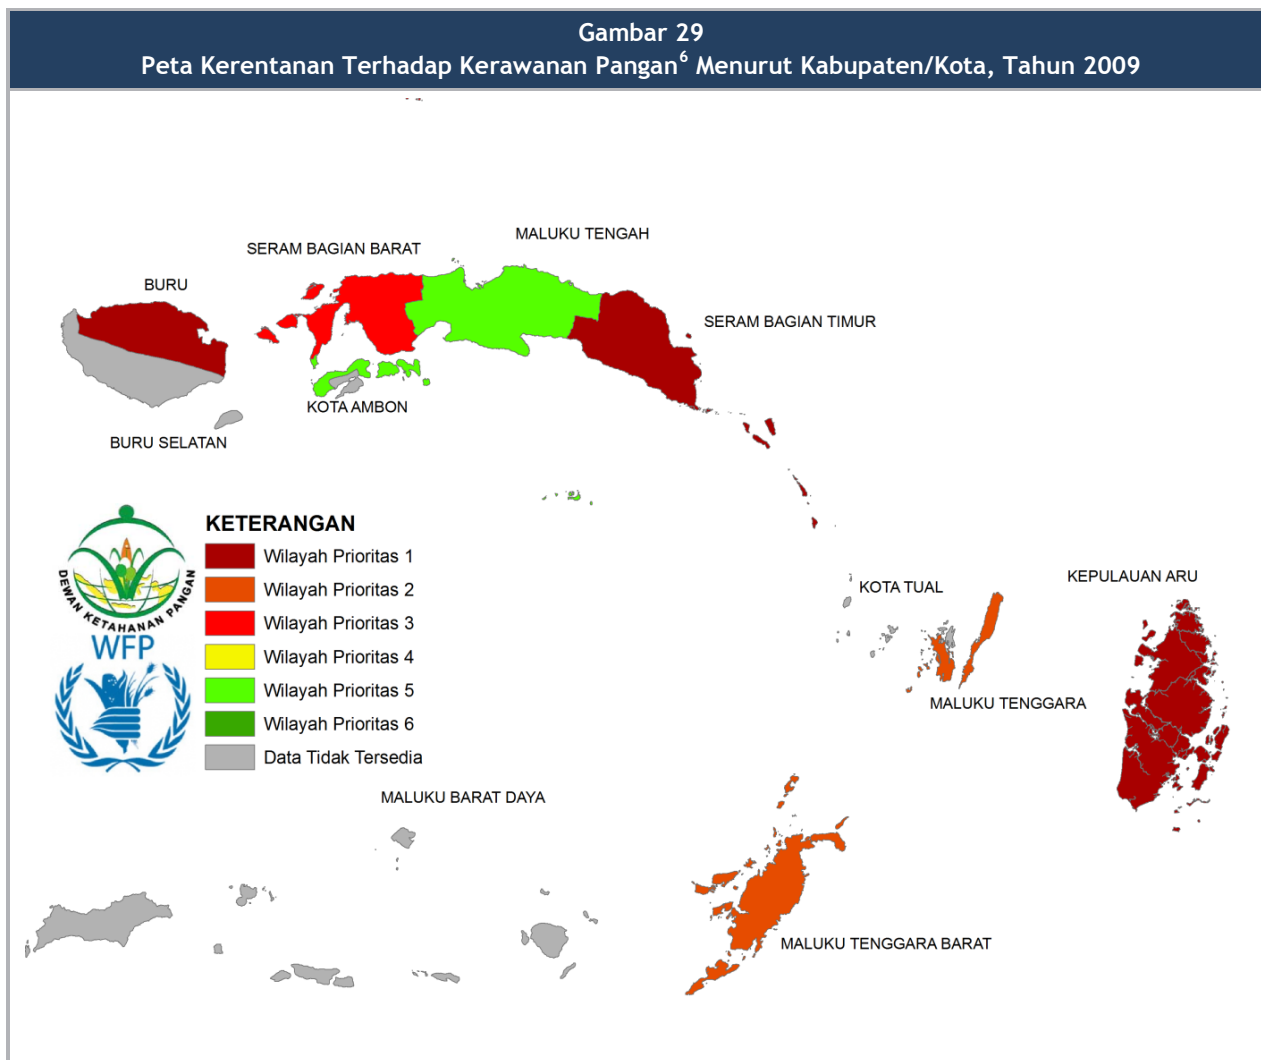 Gambar 29
Peta Kerentanan Terhadap Kerawanan Pangan6 Menurut Kabupaten/Kota, Tahun 2009
MALUKU TENGAH
SERAM BAGIAN BARAT
BURU
SERAM BAGIAN TIMUR
KOTA AMBON
BURU SELATAN
KETERANGAN
Wilayah Prioritas 1
Wilayah Prioritas 2
Wilayah Prioritas 3
Wilayah Prioritas 4
Wilayah Prioritas 5
Wilayah Prioritas 6
Data Tidak Tersedia
DEWAN KETAHANAN PANGAN
WFP
KEPULAUAN ARU
KOTA TUAL
MALUKU TENGGARA
MALUKU BARAT DAYA
MALUKU TENGGARA BARAT